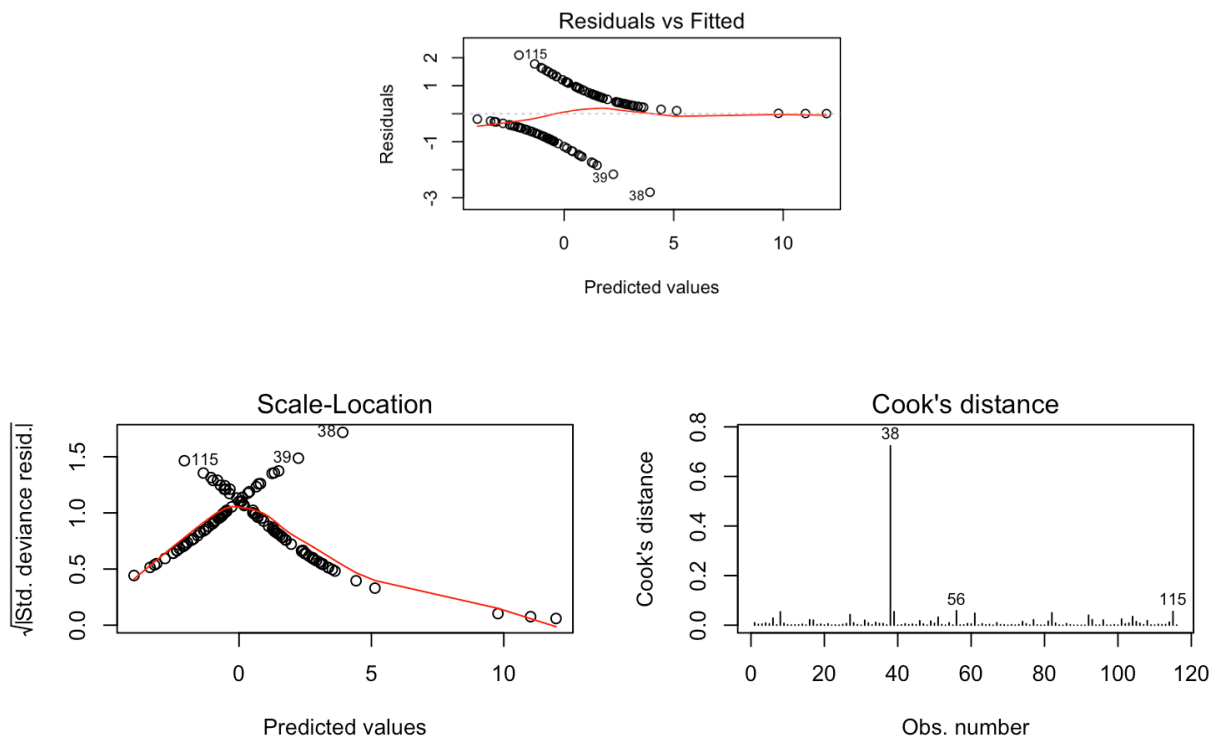 Residuals vs Fitted
Residuals
2
1
-1
-3
115
39
38
0 5 10
Predicted values
Scale-Location
√|Std. deviance resid.|
1.5
1.0
0.5
0.0
38
115
39
0 5 10
Predicted values
Cook's distance
Cook's distance
0.8
0.6
0.4
0.2
0.0
38
56
115
0 20 40 60 80 100 120
Obs. number